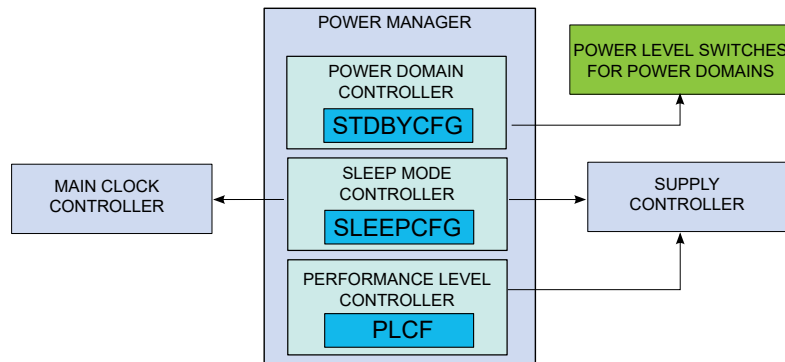 POWER MANAGER
POWER DOMAIN
CONTROLLER
STDBYCFG
POWER LEVEL SWITCHES
FOR POWER DOMAINS
MAIN CLOCK
CONTROLLER
SLEEP MODE
CONTROLLER
SLEEPCFG
SUPPLY
CONTROLLER
PERFORMANCE LEVEL
CONTROLLER
PLCF